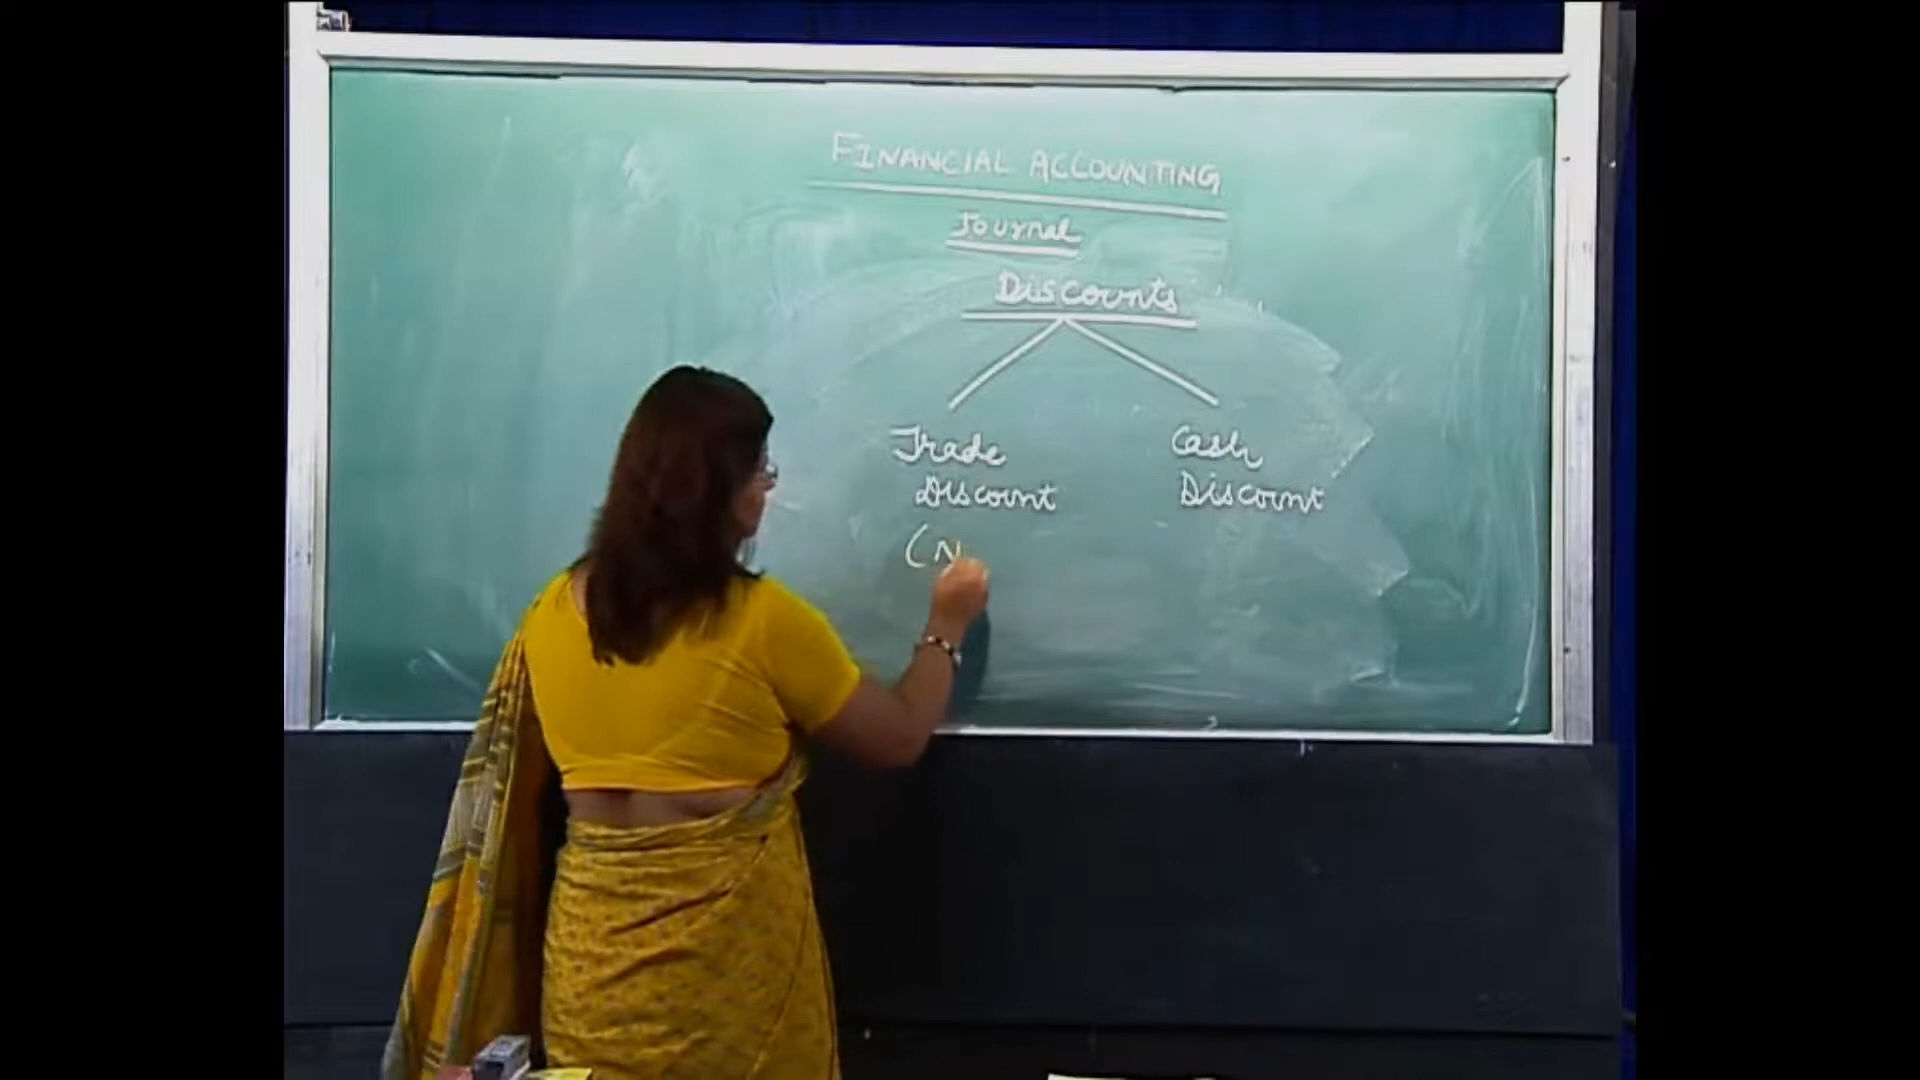 FINANCIAL ACCOUNTING
Journal
Discounts
Trade Cash
Discount Discount
(N